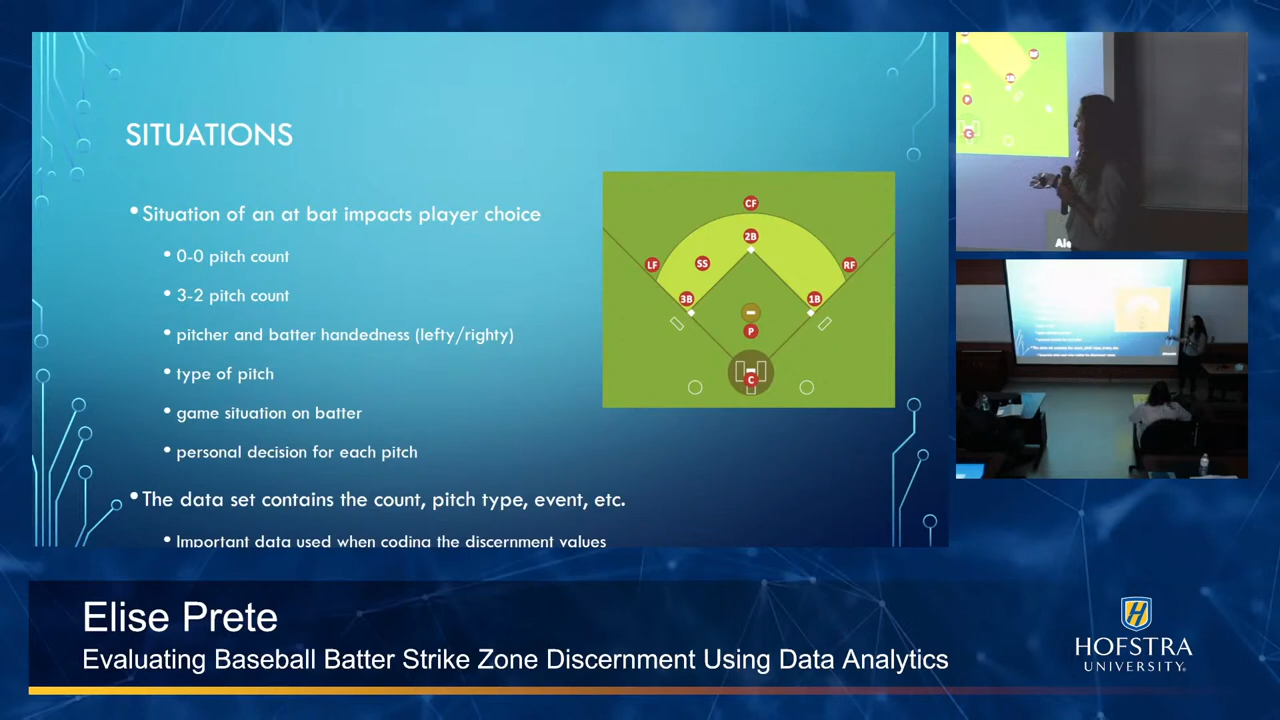 SITUATIONS
•Situation of an at bat impacts player choice
•0-0 pitch count
•3-2 pitch count
•pitcher and batter handedness (lefty/righty)
•type of pitch
•game situation on batter
•personal decision for each pitch
•The data set contains the count, pitch type, event, etc.
•Important data used when coding the discernment values
CF
2B
LF
SS
RF
3B
1B
P
C
1B
P
C
Ale
Elise Prete
Evaluating Baseball Batter Strike Zone Discernment Using Data Analytics
H
HOFSTRA
UNIVERSITY®